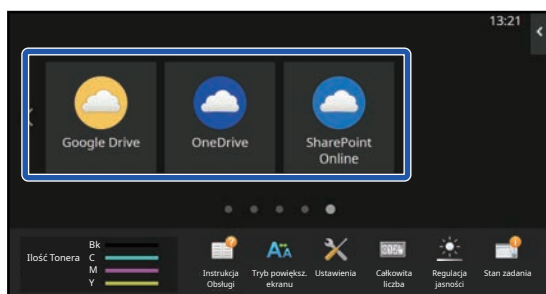 13:21
Google Drive
OneDrive
SharePoint
Online
Ilość Tonera
Bk
C
M
Y
Instrukcja
Obsługi
Tryb powiększ.
ekranu
Ustawienia
Całkowita
liczba
Regulacja
jasności
Stan zadania